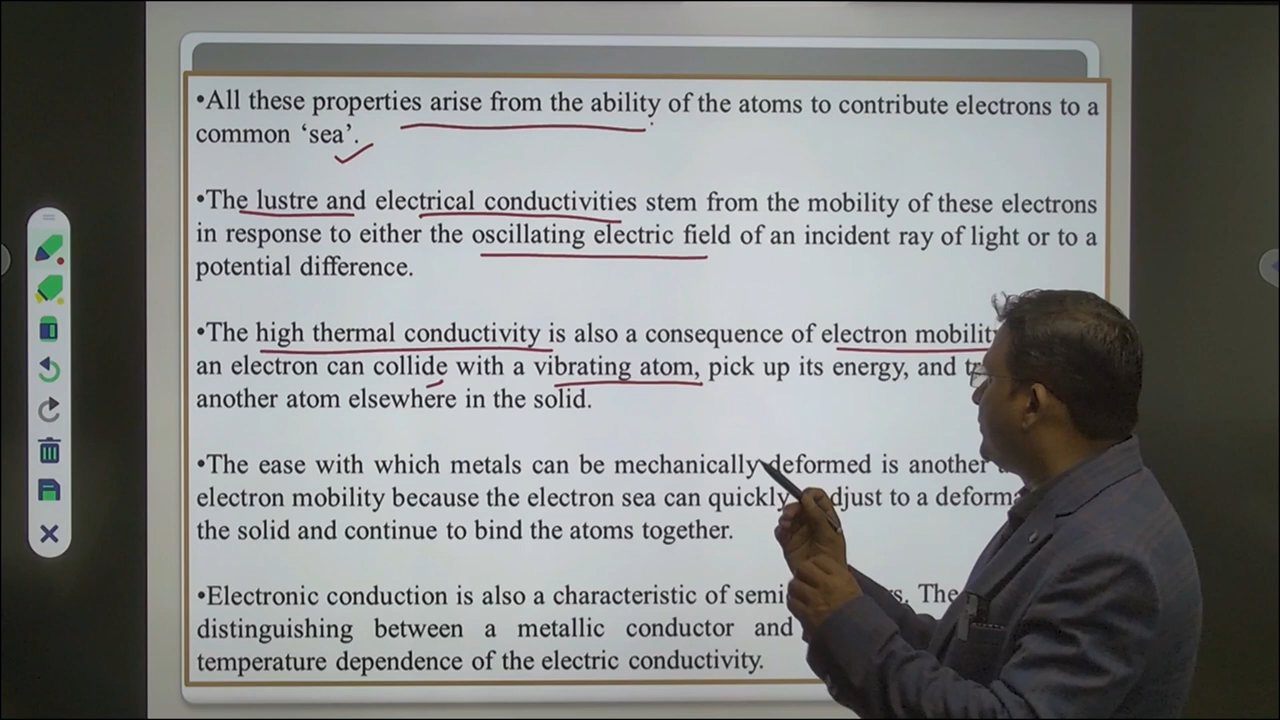 •All these properties arise from the ability of the atoms to contribute electrons to a
common ‘sea’.
•The lustre and electrical conductivities stem from the mobility of these electrons
in response to either the oscillating electric field of an incident ray of light or to a
potential difference.
•The high thermal conductivity is also a consequence of electron
an electron can collide with a vibrating atom, pick up its energy, and
another atom elsewhere in the solid.
•The ease with which metals can be mechanically deformed is another
electron mobility because the electron sea can quickly adjust to a
the solid and continue to bind the atoms together.
•Electronic conduction is also a characteristic of The
distinguishing between a metallic conductor and
temperature dependence of the electric conductivity.